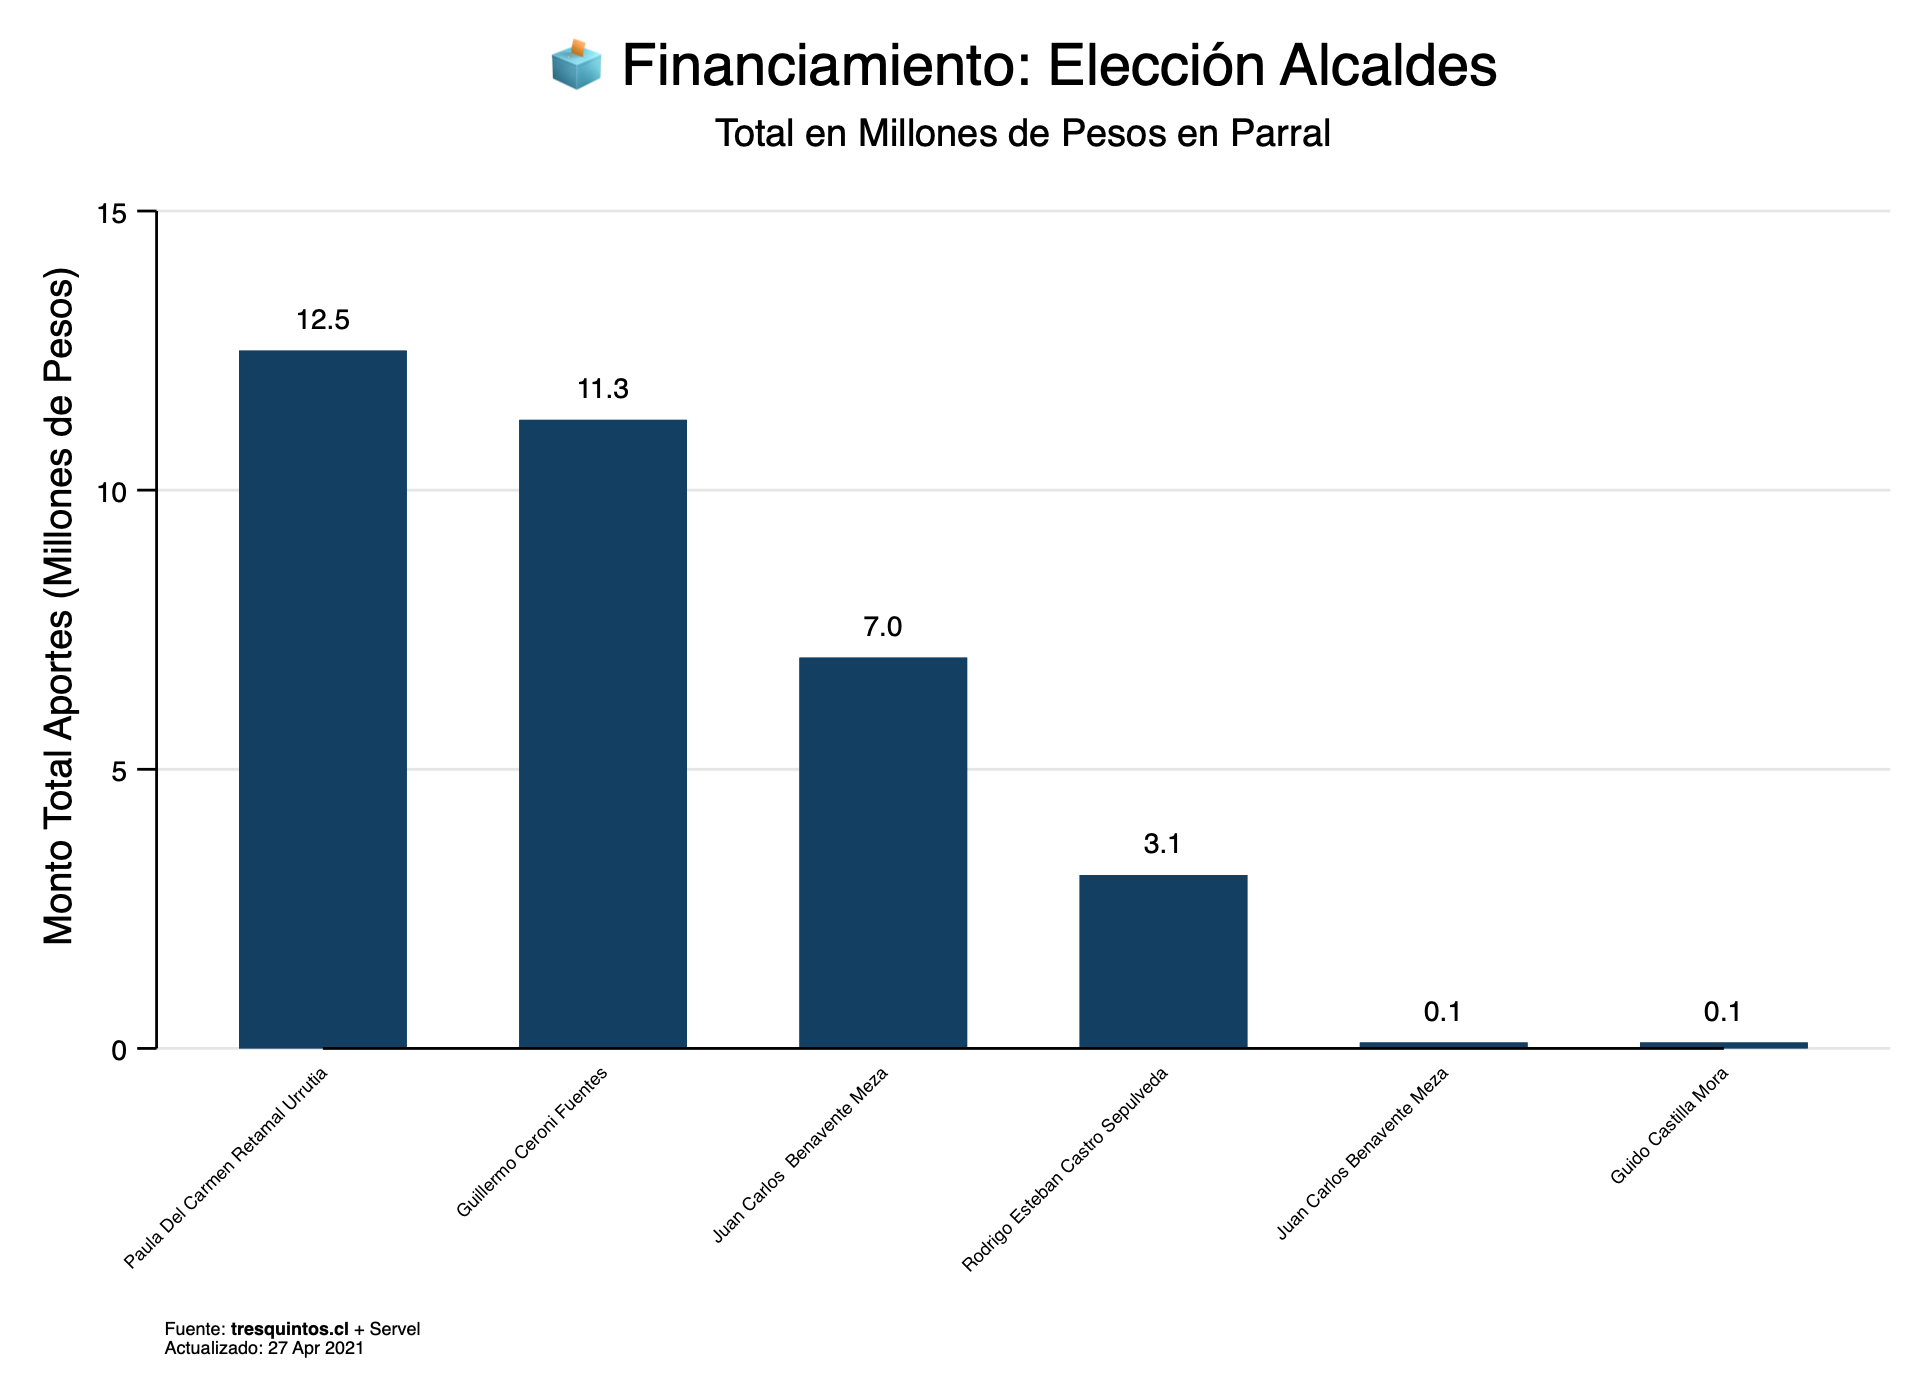 Financiamiento: Elección Alcaldes
Total en Millones de Pesos en Parral
Monto Total Aportes (Millones de Pesos)
15
10
5
0
12.5
11.3
7.0
3.1
0.1
0.1
Paula Del Carmen Retamal Urrutia
Guillermo Ceroni Fuentes
Juan Carlos  Benavente Meza
Rodrigo Esteban Castro Sepulveda
Juan Carlos Benavente Meza
Guido Castilla Mora
Fuente: tresquintos.cl + Servel
Actualizado: 27 Apr 2021